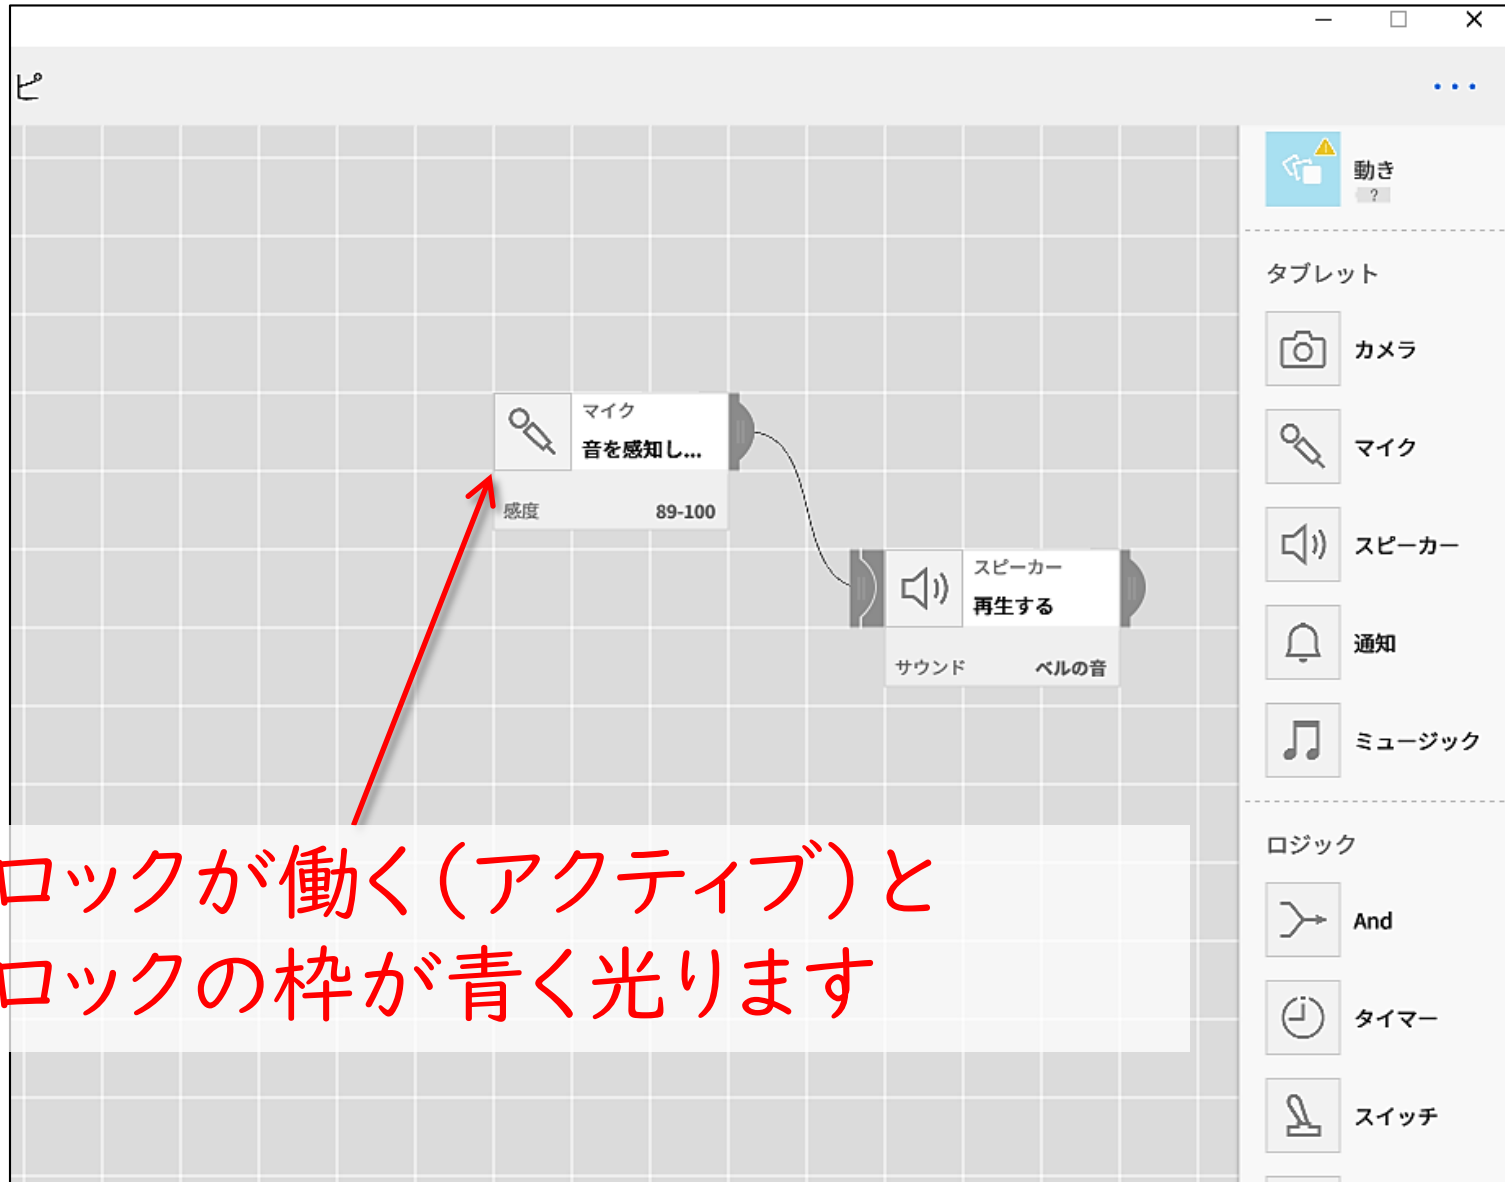 ピ
動き
?
タブレット
カメラ
マイク
スピーカー
通知
ミュージック
ロジック
And
タイマー
スイッチ
マイク
音を感知し...
感度 89-100
スピーカー
再生する
サウンド ベルの音
ロックが働く(アクティブ)と
ロックの枠が青く光ります